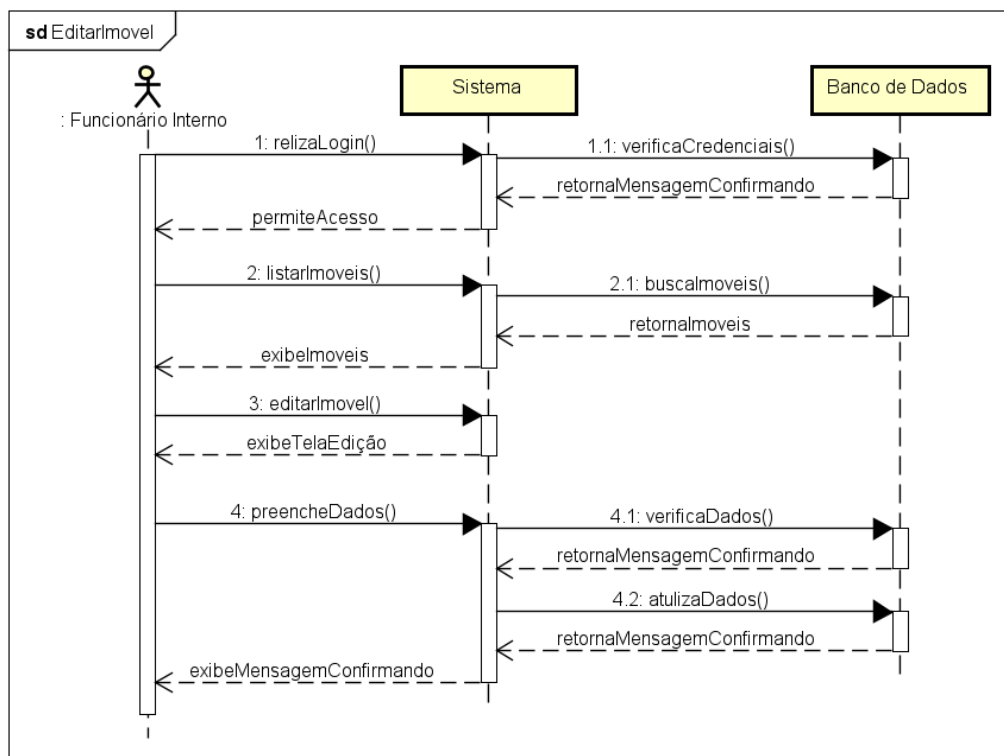 sd EditarImovel
: Funcionário Interno
Sistema
Banco de Dados
1: relizaLogin()
1.1: verificaCredenciais()
retornaMensagemConfirmando
permiteAcesso
2: listarImoveis()
2.1: buscaImoveis()
retornaImoveis
exibeImoveis
3: editarImovel()
exibeTelaEdição
4: preencheDados()
4.1: verificaDados()
retornaMensagemConfirmando
4.2: atulizaDados()
retornaMensagemConfirmando
exibeMensagemConfirmando